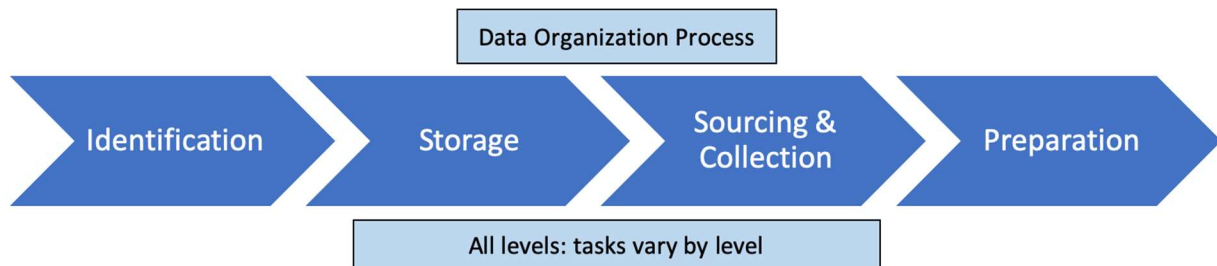 Data Organization Process
Identification
Storage
Sourcing &
Collection
Preparation
All levels: tasks vary by level